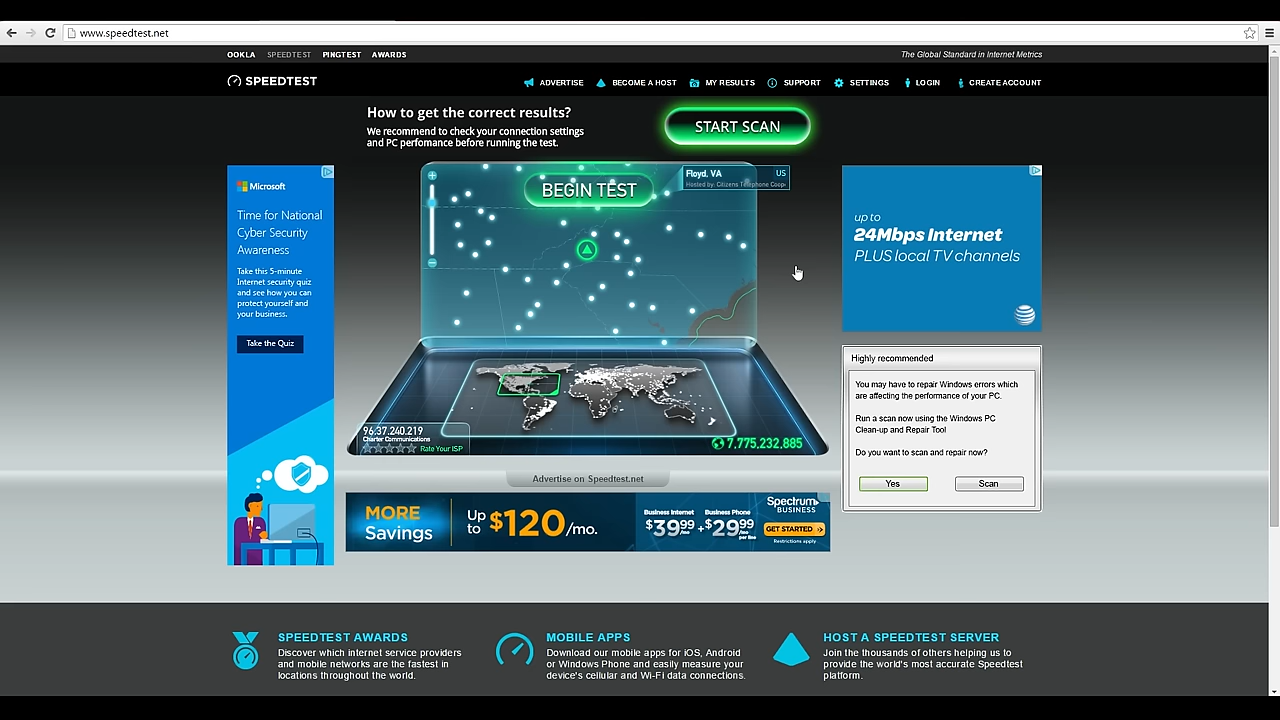 www.speedtest.net
OOKLA SPEEDTEST PINGTEST AWARDS
The Global Standard in Internet Metrics
SPEEDTEST
ADVERTISE BECOME A HOST MY RESULTS SUPPORT SETTINGS LOGIN CREATE ACCOUNT
How to get the correct results?
We recommend to check your connection settings
and PC perfomance before running the test.
START SCAN
Microsoft
Time for National
Cyber Security
Awareness
Take this 5-minute
Internet security quiz
and see how you can
protect yourself and
your business.
Take the Quiz
BEGIN TEST
Floyd, VA US
Hosted by: Citizens Telephone Coop
96.37.240.219
Charter Communications
Rate Your ISP
7,775,232,885
Advertise on Speedtest.net
MORE
Savings
Up
to
$120/mo.
Business Internet
$39.99
/mo
+
Business Phone
$29.99
/mo
per line
Spectrum
BUSINESS
GET STARTED
Restrictions apply
up to
24Mbps Internet
PLUS local TV channels
Highly recommended
You may have to repair Windows errors which
are affecting the performance of your PC.
Run a scan now using the Windows PC
Clean-up and Repair Tool
Do you want to scan and repair now?
Yes Scan
SPEEDTEST AWARDS
Discover which internet service providers
and mobile networks are the fastest in
locations throughout the world.
MOBILE APPS
Download our mobile apps for iOS, Android
or Windows Phone and easily measure your
device's cellular and Wi-Fi data connections.
HOST A SPEEDTEST SERVER
Join the thousands of others helping us to
provide the world's most accurate Speedtest
platform.